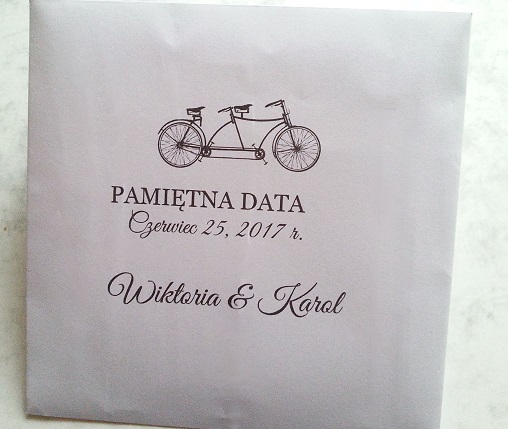 PAMIĘTNA DATA
Czerwiec 25, 2017 r.
Wiktoria & Karol